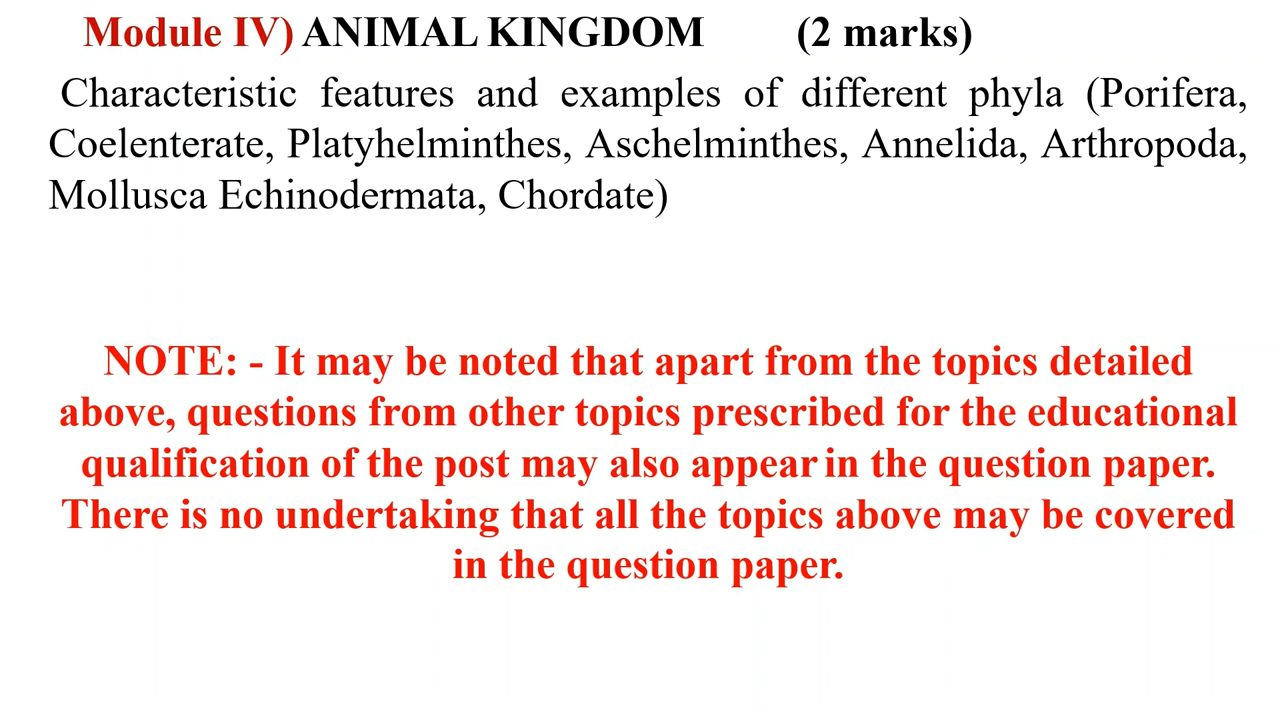 Module IV) ANIMAL KINGDOM (2 marks)
Characteristic features and examples of different phyla (Porifera,
Coelenterate, Platyhelminthes, Aschelminthes, Annelida, Arthropoda,
Mollusca Echinodermata, Chordate)
NOTE: - It may be noted that apart from the topics detailed
above, questions from other topics prescribed for the educational
qualification of the post may also appear in the question paper.
There is no undertaking that all the topics above may be covered
in the question paper.